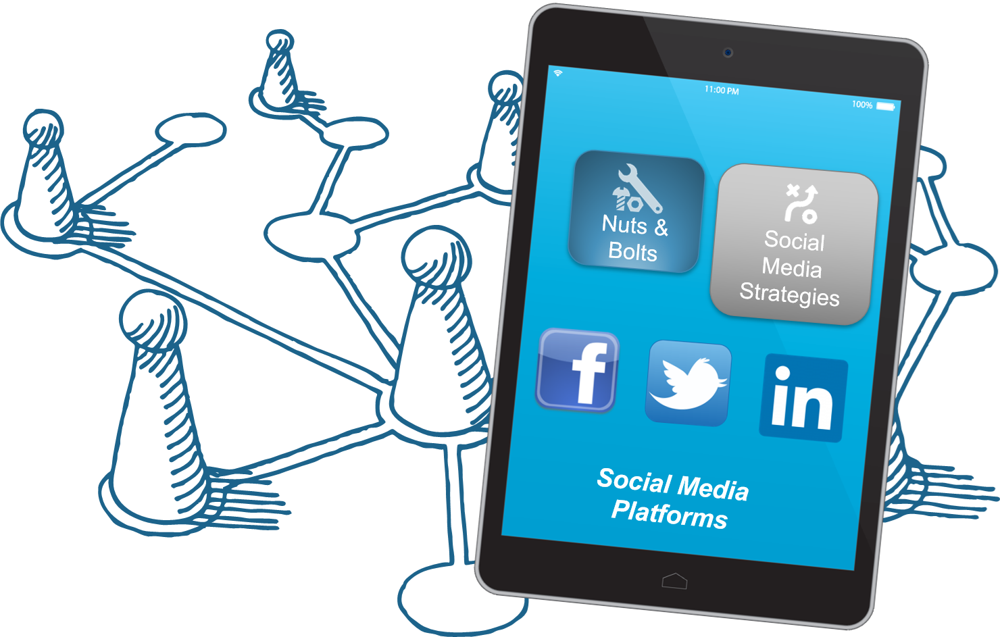 11:00 PM
100%
Nuts &
Bolts
Social
Media
Strategies
f
in
Social Media
Platforms